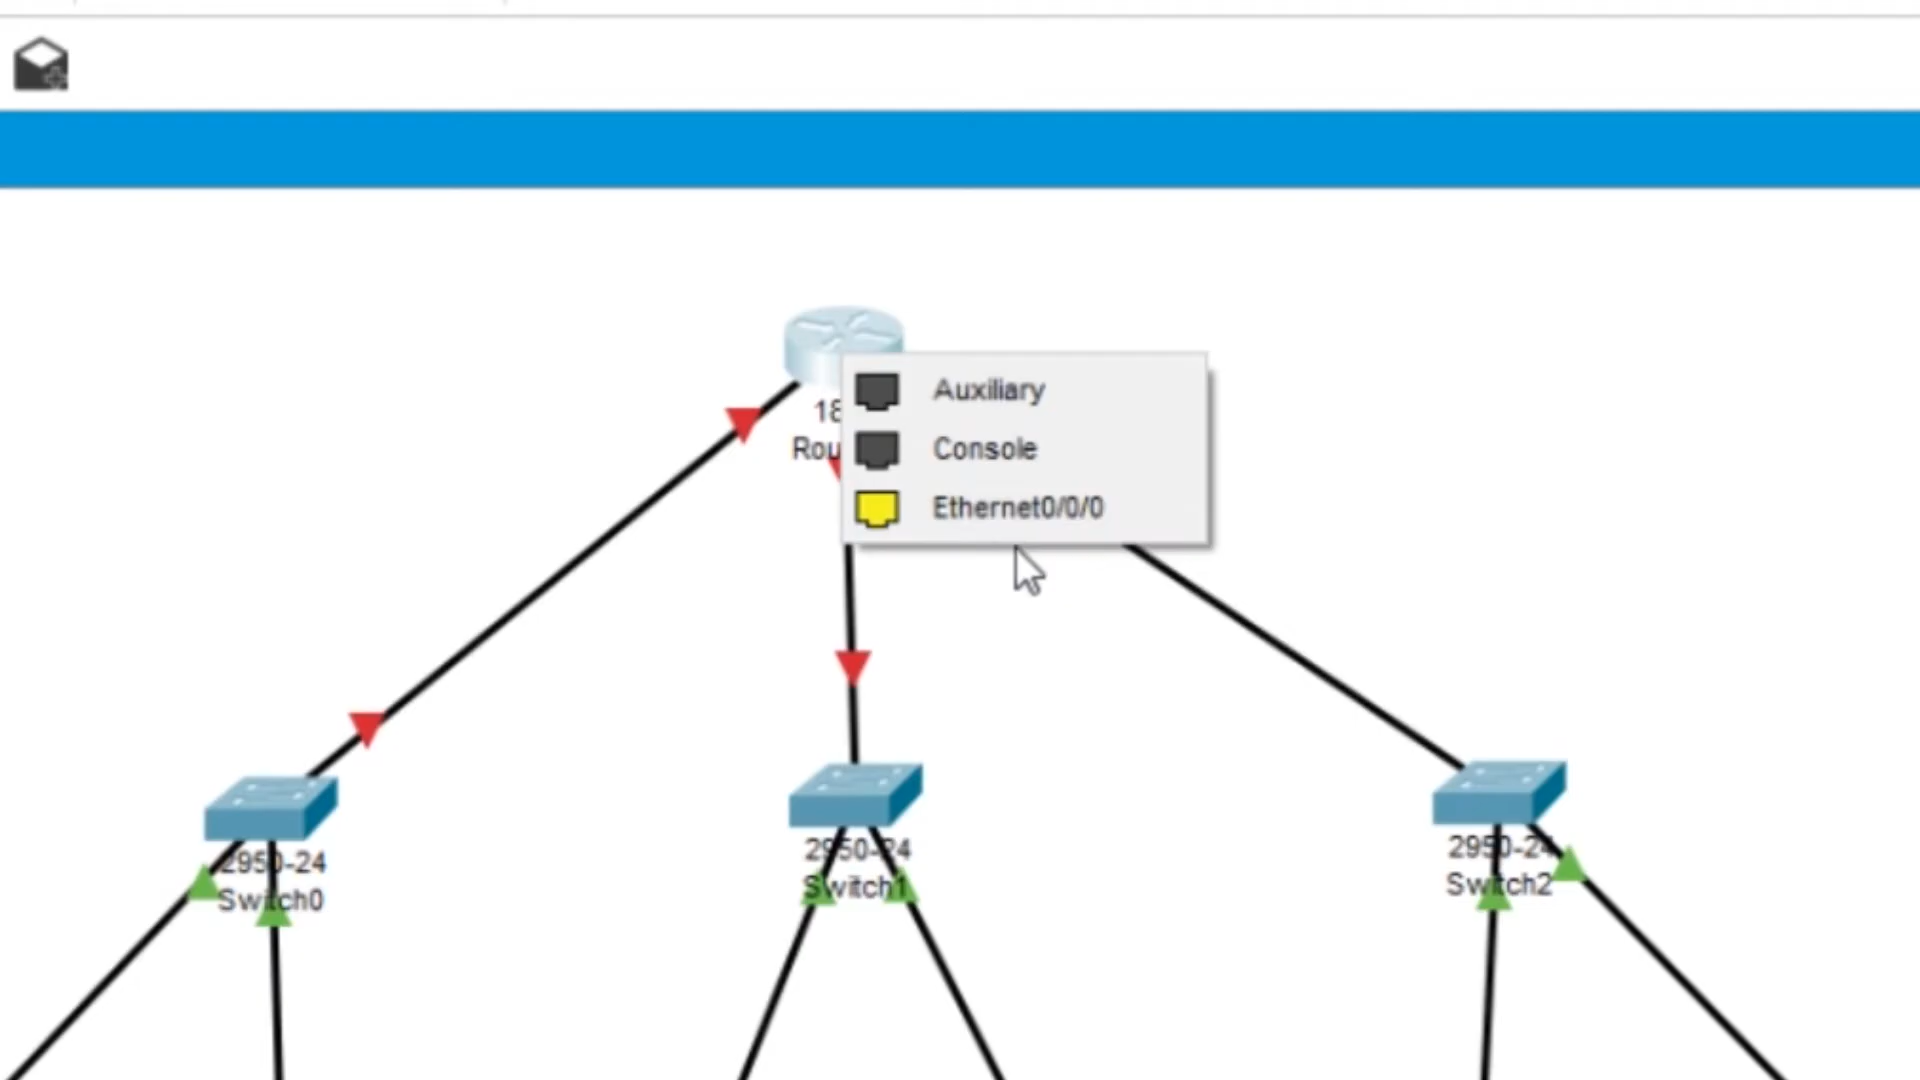 Auxiliary
18
Rou
Console
Ethernet0/0/0
2950-24
Switch0
2950-24
Switch1
2950-24
Switch2